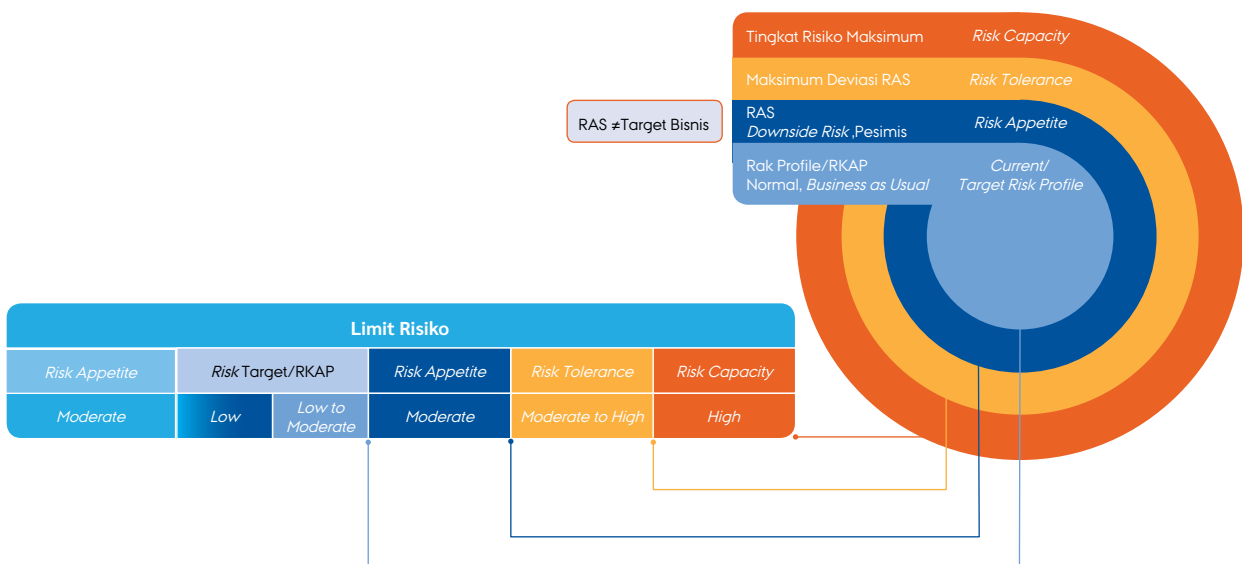 Tingkat Risiko Maksimum Risk Capacity
Maksimum Deviasi RAS Risk Tolerance
RAS ≠Target Bisnis
RAS
Downside Risk ,Pesimis
Risk Appetite
Rak Profile/RKAP
Normal, Business as Usual
Current/
Target Risk Profile
Limit Risiko
Risk Appetite Risk Target/RKAP Risk Appetite Risk Tolerance Risk Capacity
Moderate
Low
Low to
Moderate
Moderate
Moderate to High
High